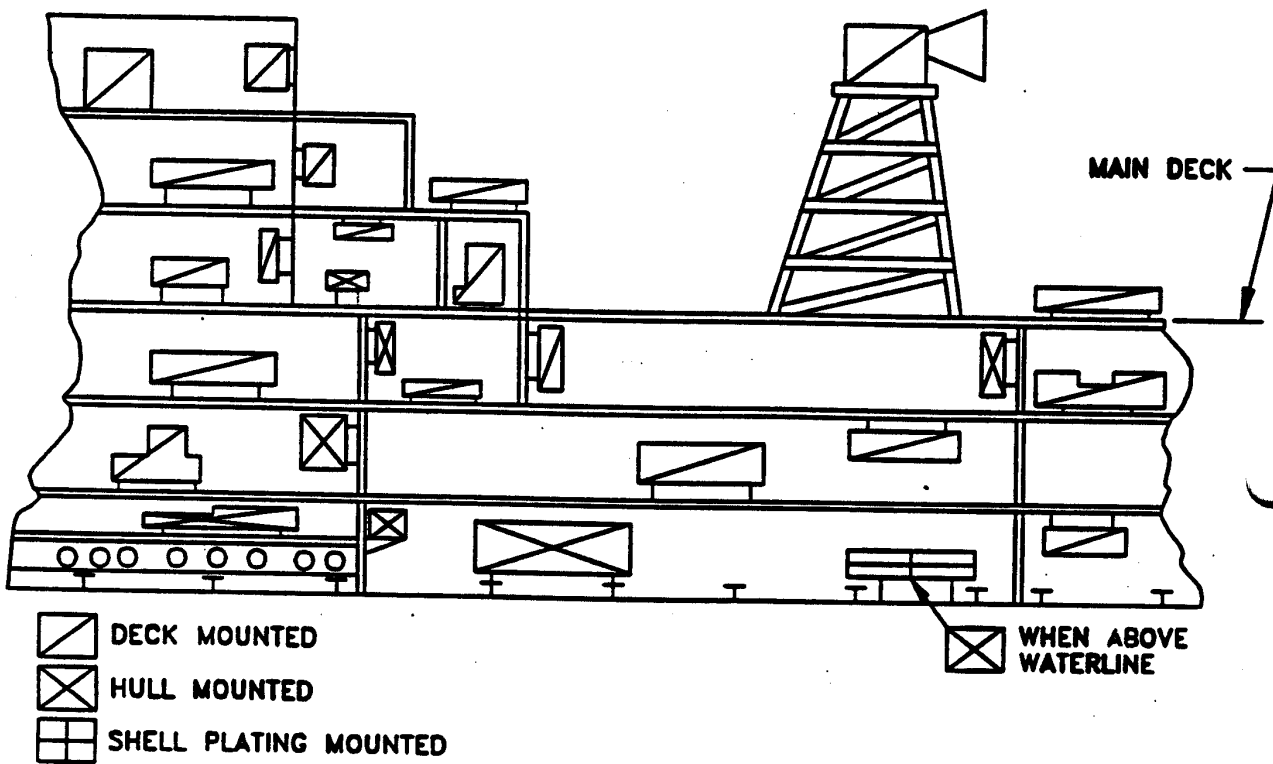 MAIN DECK
DECK MOUNTED
HULL MOUNTED
SHELL PLATING MOUNTED
WHEN ABOVE
WATERLINE